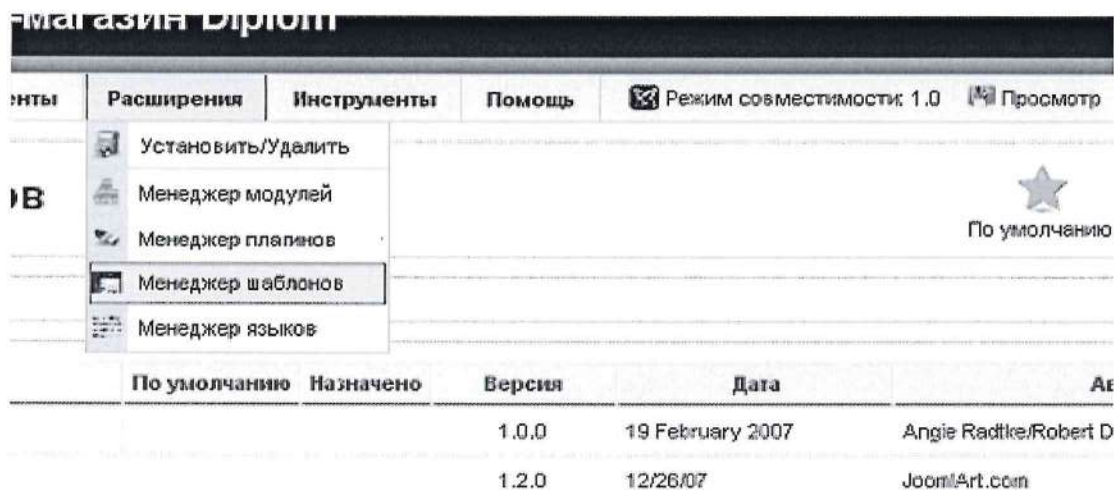 -магазин Diplom
енты Расширения Инструменты Помощь Режим совместимости: 1.0 Просмотр
Установить/Удалить
ов
Менеджер модулей
Менеджер плагинов
По умолчанию
Менеджер шаблонов
Менеджер языков
По умолчанию Назначено Версия Дата Ав
1.0.0 19 February 2007 Angie Radtke/Robert D
1.2.0 12/26/07 JoomlArt.com